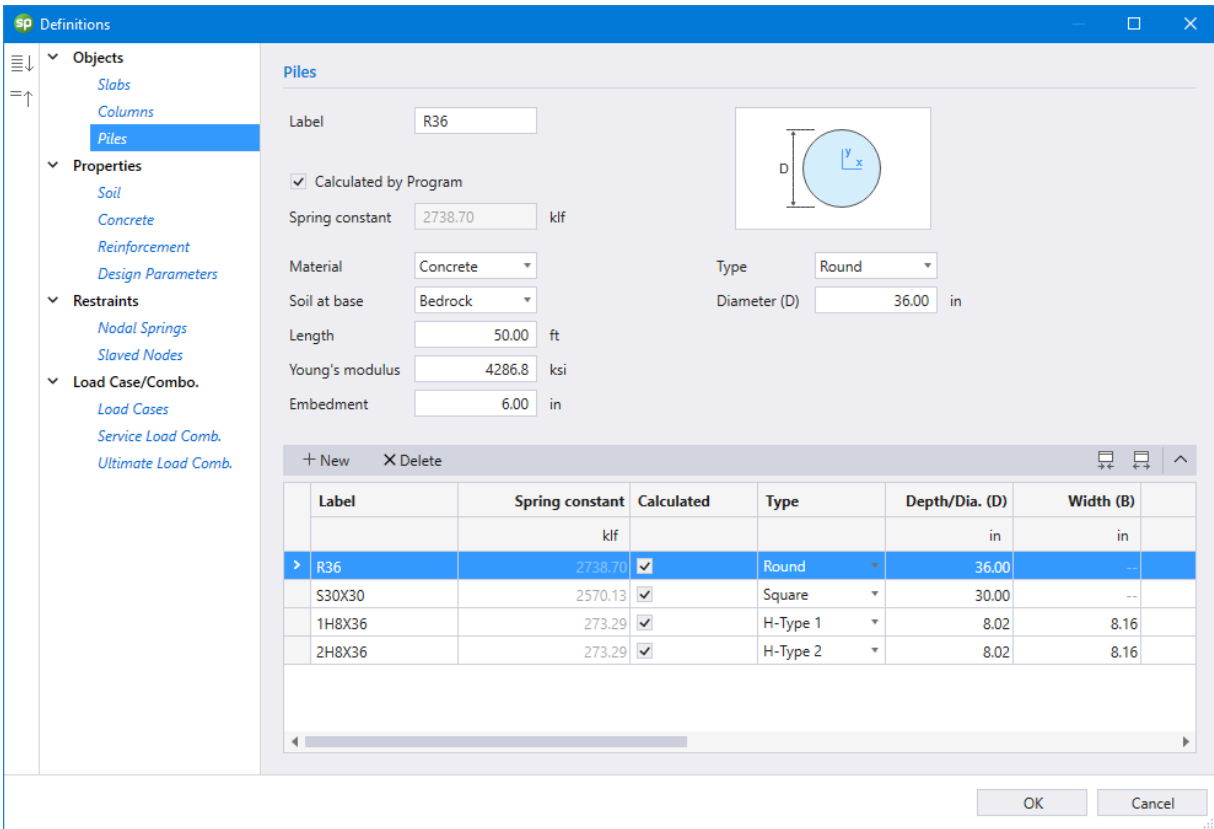 sp Definitions
Objects
Slabs
Columns
Piles
Properties
Soil
Concrete
Reinforcement
Design Parameters
Restraints
Nodal Springs
Slaved Nodes
Load Case/Combo.
Load Cases
Service Load Comb.
Ultimate Load Comb.
Piles
Label R36
Calculated by Program
Spring constant 2738.70 klf
Material Concrete
Soil at base Bedrock
Length 50.00 ft
Young's modulus 4286.8 ksi
Embedment 6.00 in
D y x
Type Round
Diameter (D) 36.00 in
New Delete
Label Spring constant Calculated Type Depth/Dia. (D) Width (B)
klf in in
R36 2738.70 Round 36.00 --
S30X30 2570.13 Square 30.00 --
1H8X36 273.29 H-Type 1 8.02 8.16
2H8X36 273.29 H-Type 2 8.02 8.16
OK Cancel